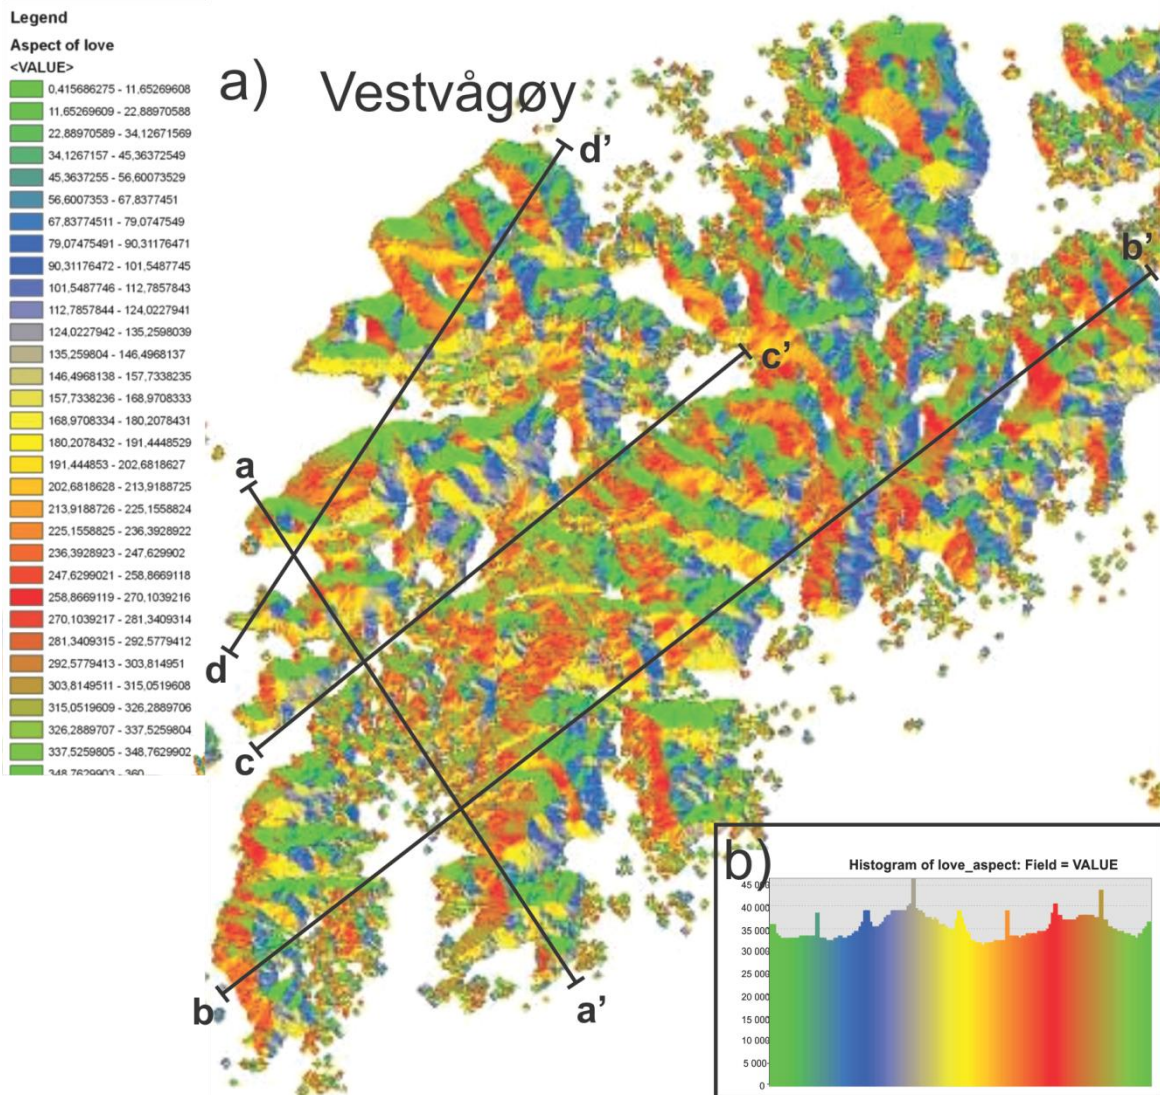 Legend
Aspect of love
<VALUE>
0,415686275 - 11,65269608
11,65269609 - 22,88970588
22,88970589 - 34,12671569
34,1267157 - 45,36372549
45,3637255 - 56,60073529
56,6007353 - 67,8377451
67,83774511 - 79,0747549
79,07475491 - 90,31176471
90,31176472 - 101,5487745
101,5487746 - 112,7857843
112,7857844 - 124,0227941
124,0227942 - 135,2598039
135,259804 - 146,4968137
146,4968138 - 157,7338235
157,7338236 - 168,9708333
168,9708334 - 180,2078431
180,2078432 - 191,4448529
191,444853 - 202,6818627
202,6818628 - 213,9188725
213,9188726 - 225,1558824
225,1558825 - 236,3928922
236,3928923 - 247,629902
247,6299021 - 258,8669118
258,8669119 - 270,1039216
270,1039217 - 281,3409314
281,3409315 - 292,5779412
292,5779413 - 303,814951
303,8149511 - 315,0519608
315,0519609 - 326,2889706
326,2889707 - 337,5259804
337,5259805 - 348,7629902
348,7629903 - 360
a) Vestvågøy
d’
b’
c’
a
d
c
b
a’
b)
Histogram of love_aspect: Field = VALUE
45 000
40 000
35 000
30 000
25 000
20 000
15 000
10 000
5 000
0